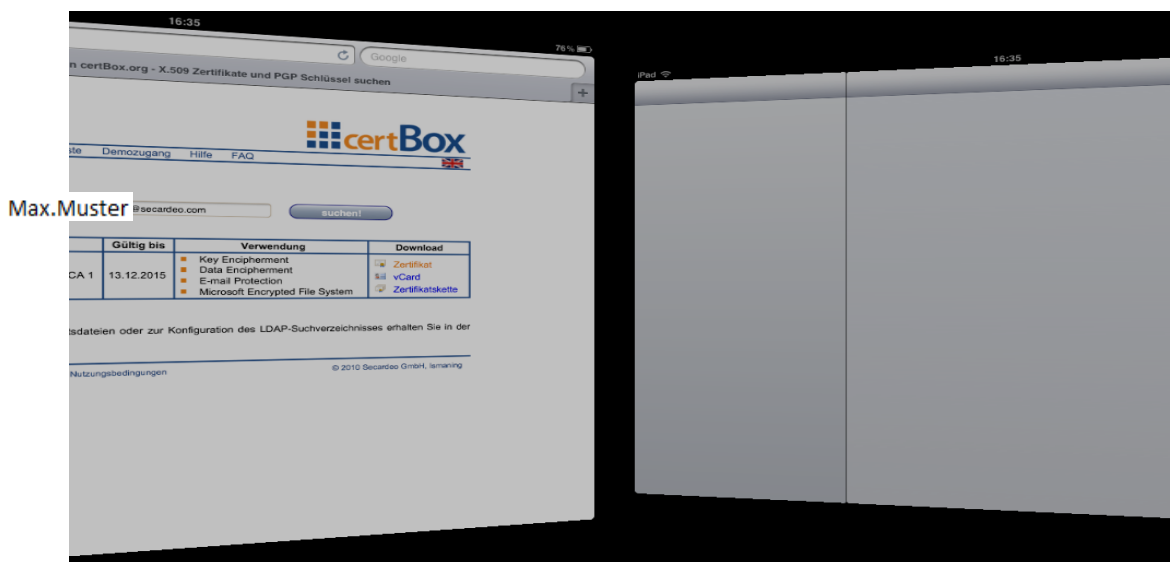 16:35
76%
Google
n certBox.org - X.509 Zertifikate und PGP Schlüssel suchen
+
certBox
Demozugang Hilfe FAQ
Max.Muster @secardeo.com suchen!
Gültig bis Verwendung Download
CA 1 13.12.2015 Key Encipherment Zertifikat
Data Encipherment vCard
E-mail Protection Zertifikatskette
Microsoft Encrypted File System
tsdateien oder zur Konfiguration des LDAP-Suchverzeichnisses erhalten Sie in der
Nutzungsbedingungen © 2010 Secardeo GmbH, Ismaning
iPad 16:35